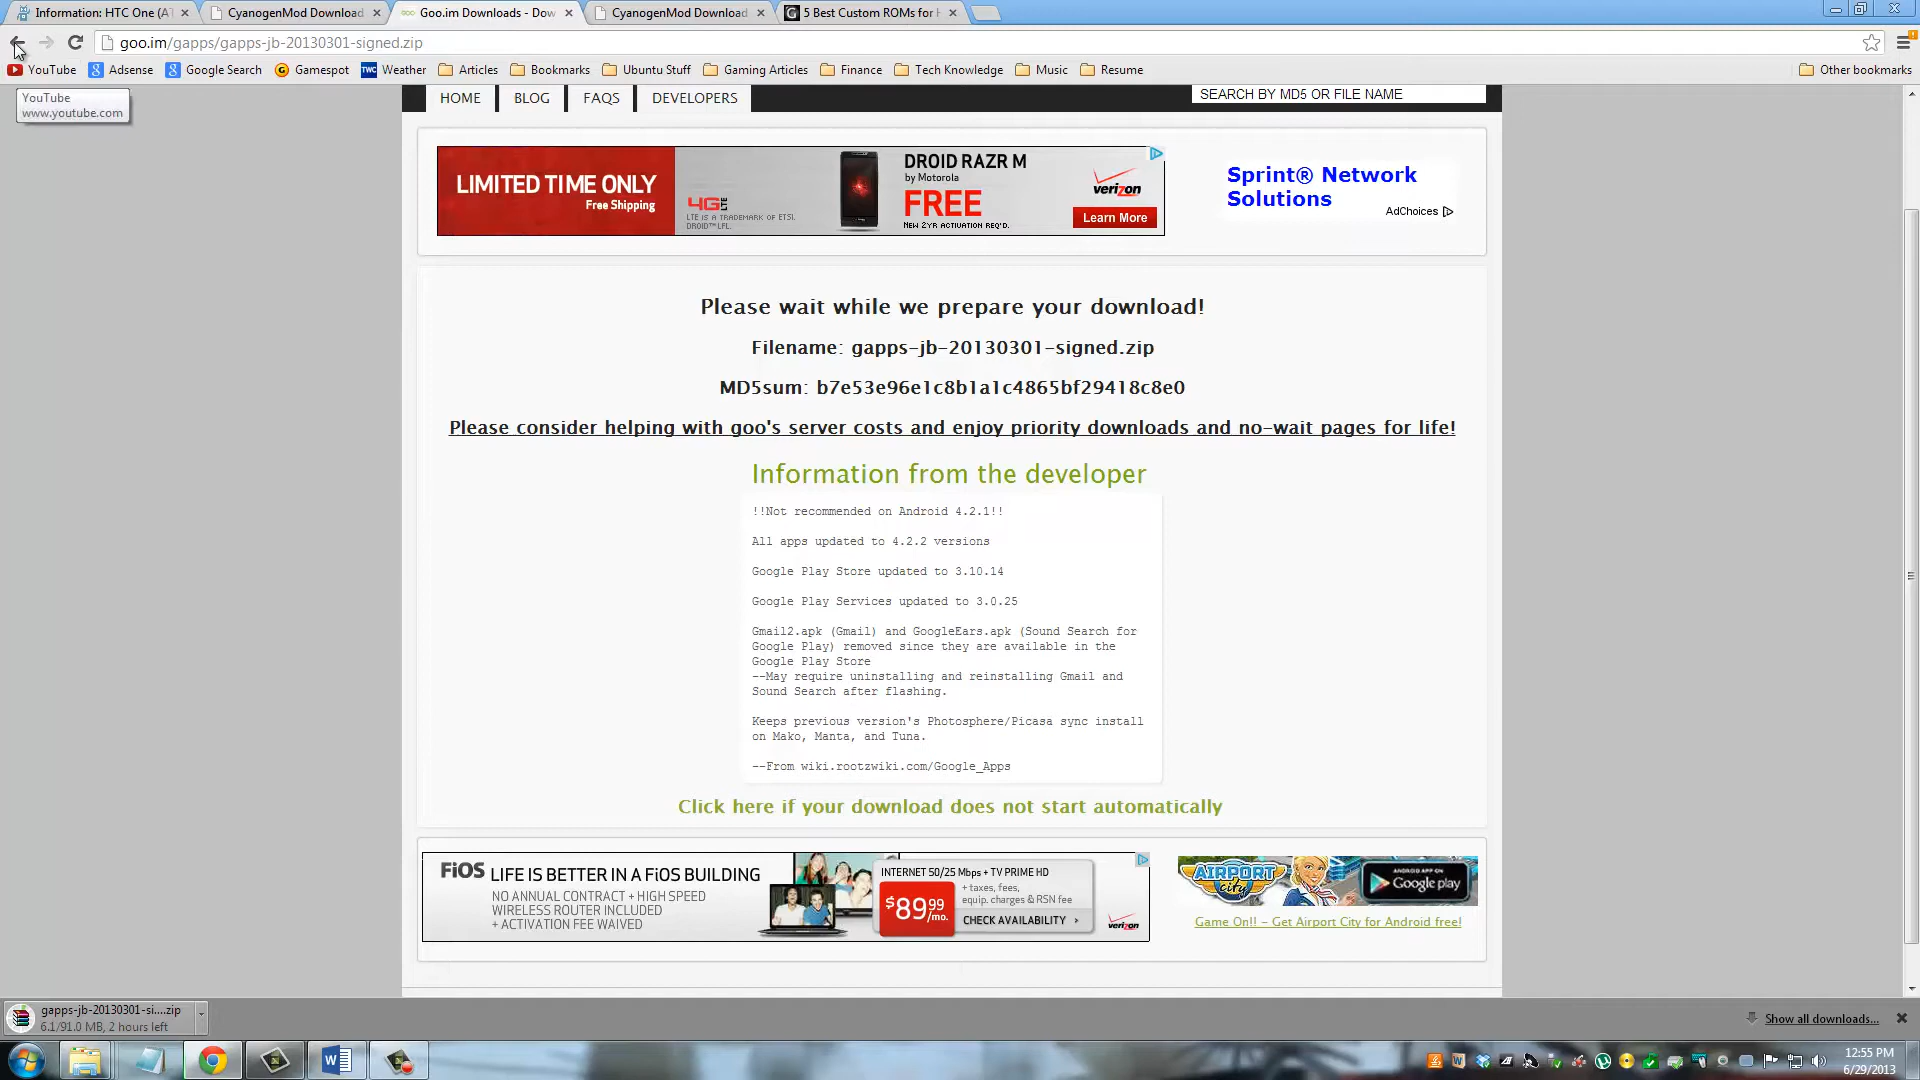 Information: HTC One (AT
CyanogenMod Download
Goo.im Downloads - Dow
CyanogenMod Download
5 Best Custom ROMs for H
goo.im/gapps/gapps-jb-20130301-signed.zip
YouTube
Adsense
Google Search
Gamespot
TWC
Weather
Articles
Bookmarks
Ubuntu Stuff
Gaming Articles
Finance
Tech Knowledge
Music
Resume
Other bookmarks
YouTube
www.youtube.com
HOME
BLOG
FAQS
DEVELOPERS
SEARCH BY MD5 OR FILE NAME
LIMITED TIME ONLY
Free Shipping
4G LTE
LTE IS A TRADEMARK OF ETSI.
DROID™ LFL.
DROID RAZR M
by Motorola
FREE
NEW 2YR ACTIVATION REQ'D.
verizon
Learn More
Sprint® Network
Solutions
AdChoices
Please wait while we prepare your download!
Filename: gapps-jb-20130301-signed.zip
MD5sum: b7e53e96e1c8b1a1c4865bf29418c8e0
Please consider helping with goo's server costs and enjoy priority downloads and no-wait pages for life!
Information from the developer
!!Not recommended on Android 4.2.1!!
All apps updated to 4.2.2 versions
Google Play Store updated to 3.10.14
Google Play Services updated to 3.0.25
Gmail2.apk (Gmail) and GoogleEars.apk (Sound Search for
Google Play) removed since they are available in the
Google Play Store
--May require uninstalling and reinstalling Gmail and
Sound Search after flashing.
Keeps previous version's Photosphere/Picasa sync install
on Mako, Manta, and Tuna.
--From wiki.rootzwiki.com/Google_Apps
Click here if your download does not start automatically
FiOS LIFE IS BETTER IN A FiOS BUILDING
NO ANNUAL CONTRACT + HIGH SPEED
WIRELESS ROUTER INCLUDED
+ ACTIVATION FEE WAIVED
INTERNET 50/25 Mbps + TV PRIME HD
$89.99/mo.
+ taxes, fees,
equip. charges & RSN fee
CHECK AVAILABILITY
verizon
AIRPORT
city
ANDROID APP ON
Google play
Game On!! - Get Airport City for Android free!
gapps-jb-20130301-si....zip
6.1/91.0 MB, 2 hours left
Show all downloads...
12:55 PM
6/29/2013